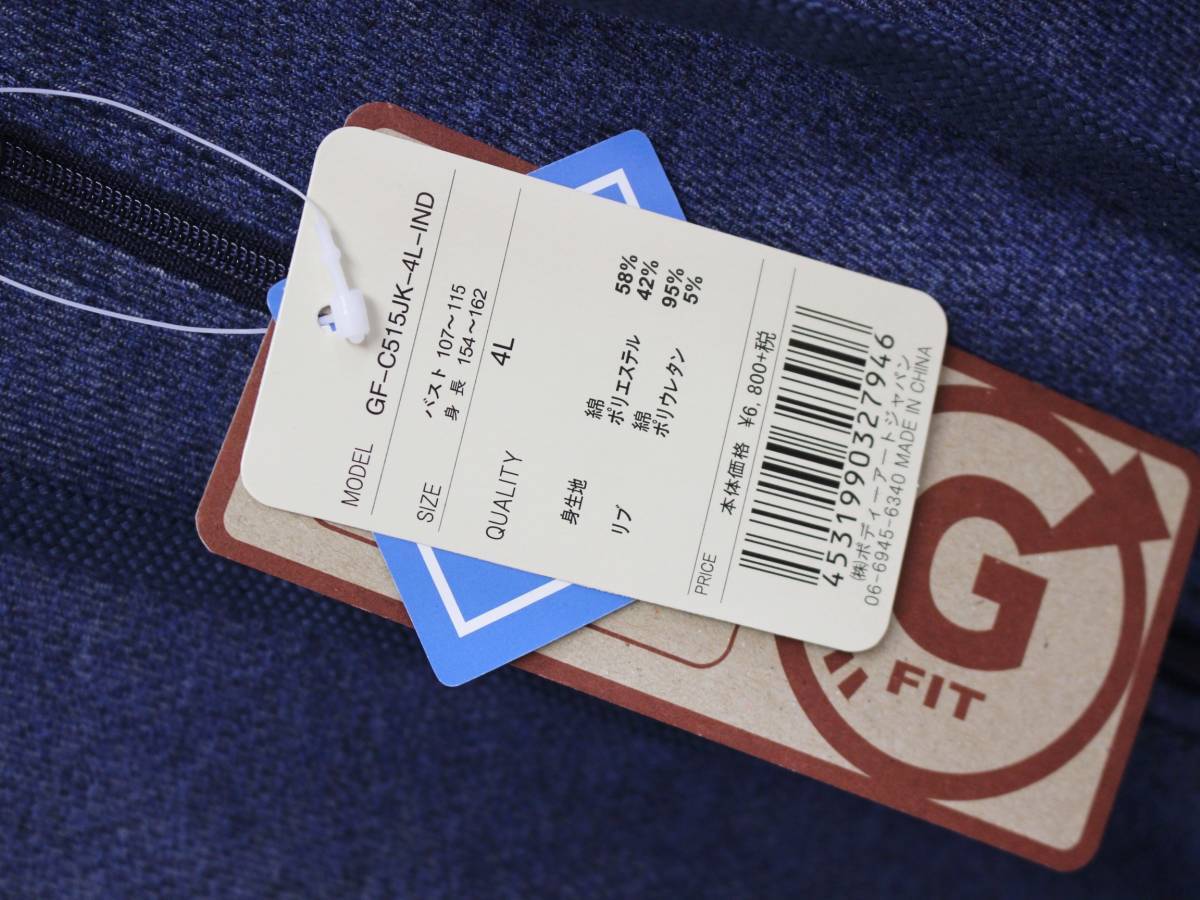 MODEL GF-C515JK-4L-IND
SIZE バスト 107〜115
身 長 154〜162
4L
QUALITY
身生地 綿 58%
ポリエステル 42%
リブ 綿 95%
ポリウレタン 5%
PRICE 本体価格 ¥6,800+税
4531990327946
㈱ボディーアートジャパン
06-6945-6340 MADE IN CHINA
G
FIT